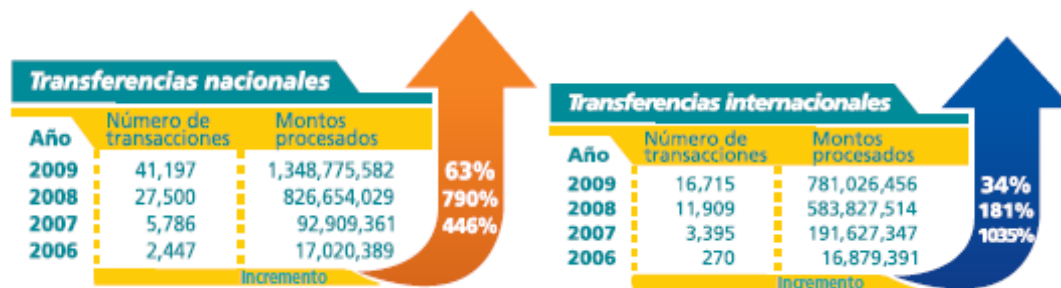 Transferencias nacionales
Año Número de transacciones Montos procesados
2009 41,197 1,348,775,582 63%
2008 27,500 826,654,029 790%
2007 5,786 92,909,361 446%
2006 2,447 17,020,389
Incremento
Transferencias internacionales
Año Número de transacciones Montos procesados
2009 16,715 781,026,456 34%
2008 11,909 583,827,514 181%
2007 3,395 191,627,347 1035%
2006 270 16,879,391
Incremento